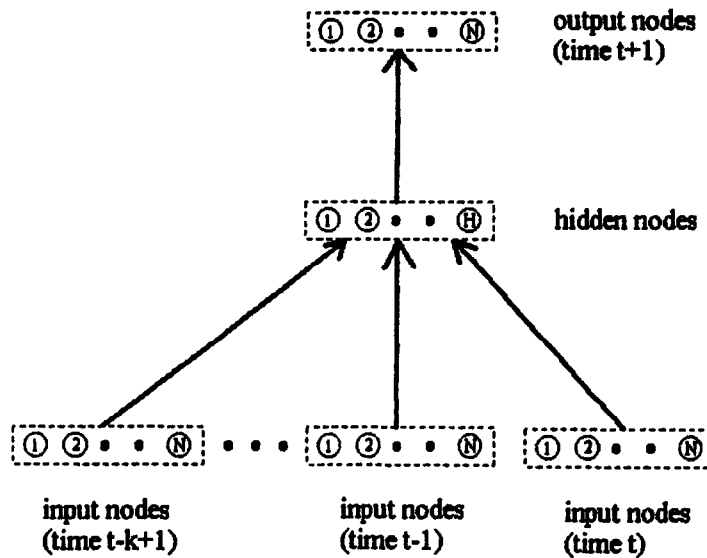 ① ② • • Ⓝ output nodes
(time t+1)
① ② • • Ⓗ hidden nodes
① ② • • Ⓝ • • • ① ② • • Ⓝ ① ② • • Ⓝ
input nodes
(time t-k+1)
input nodes
(time t-1)
input nodes
(time t)